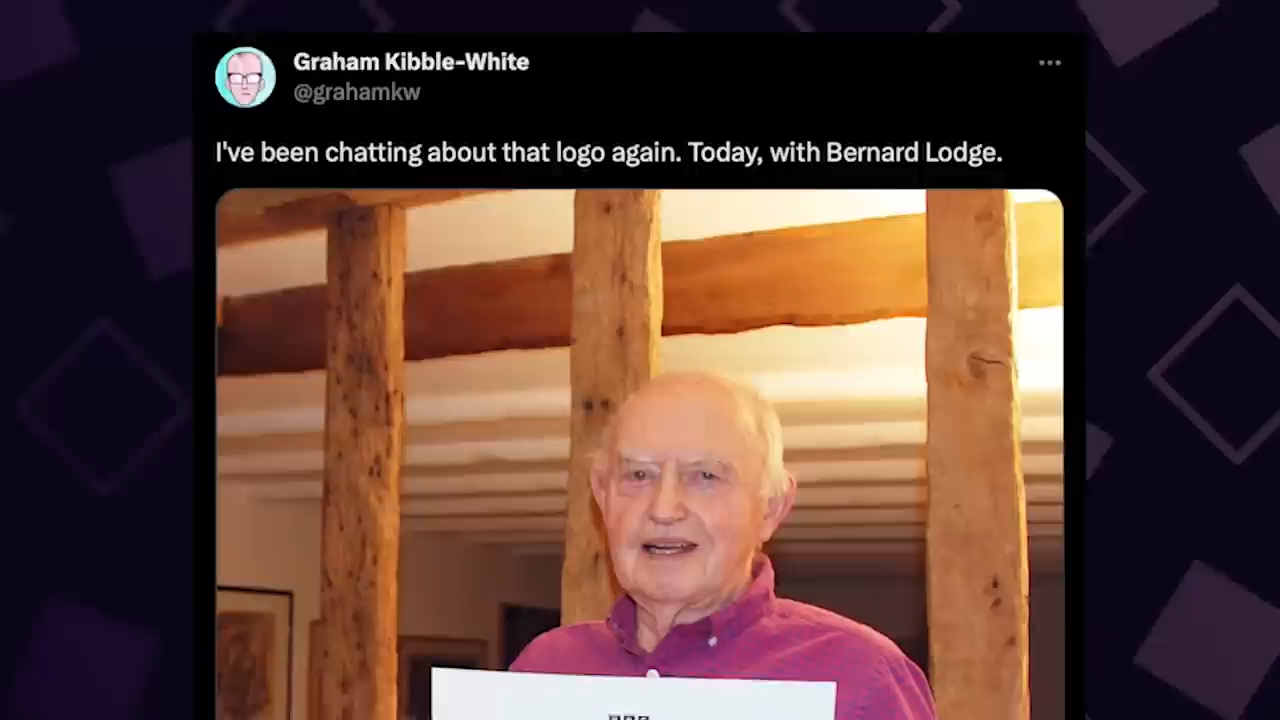 Graham Kibble-White
@grahamkw
I've been chatting about that logo again. Today, with Bernard Lodge.